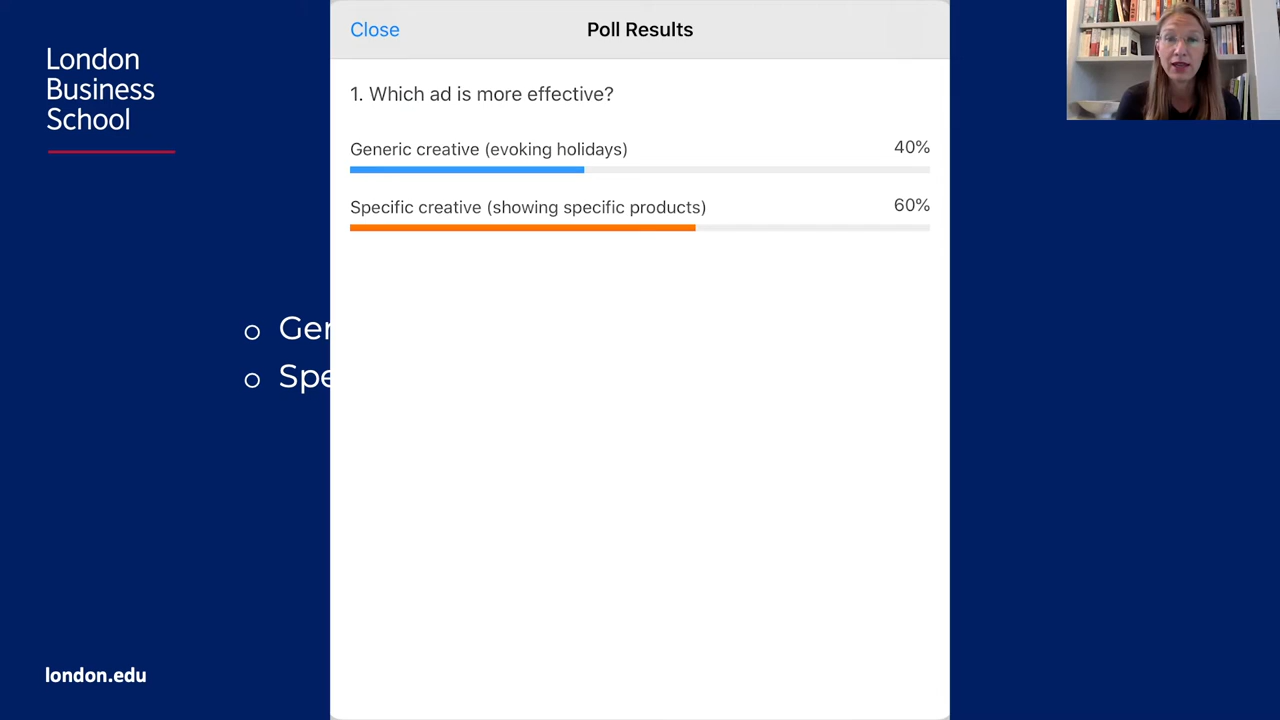 London
Business
School
Close
Poll Results
1. Which ad is more effective?
Generic creative (evoking holidays)
40%
Specific creative (showing specific products)
60%
Ger
Spe
london.edu